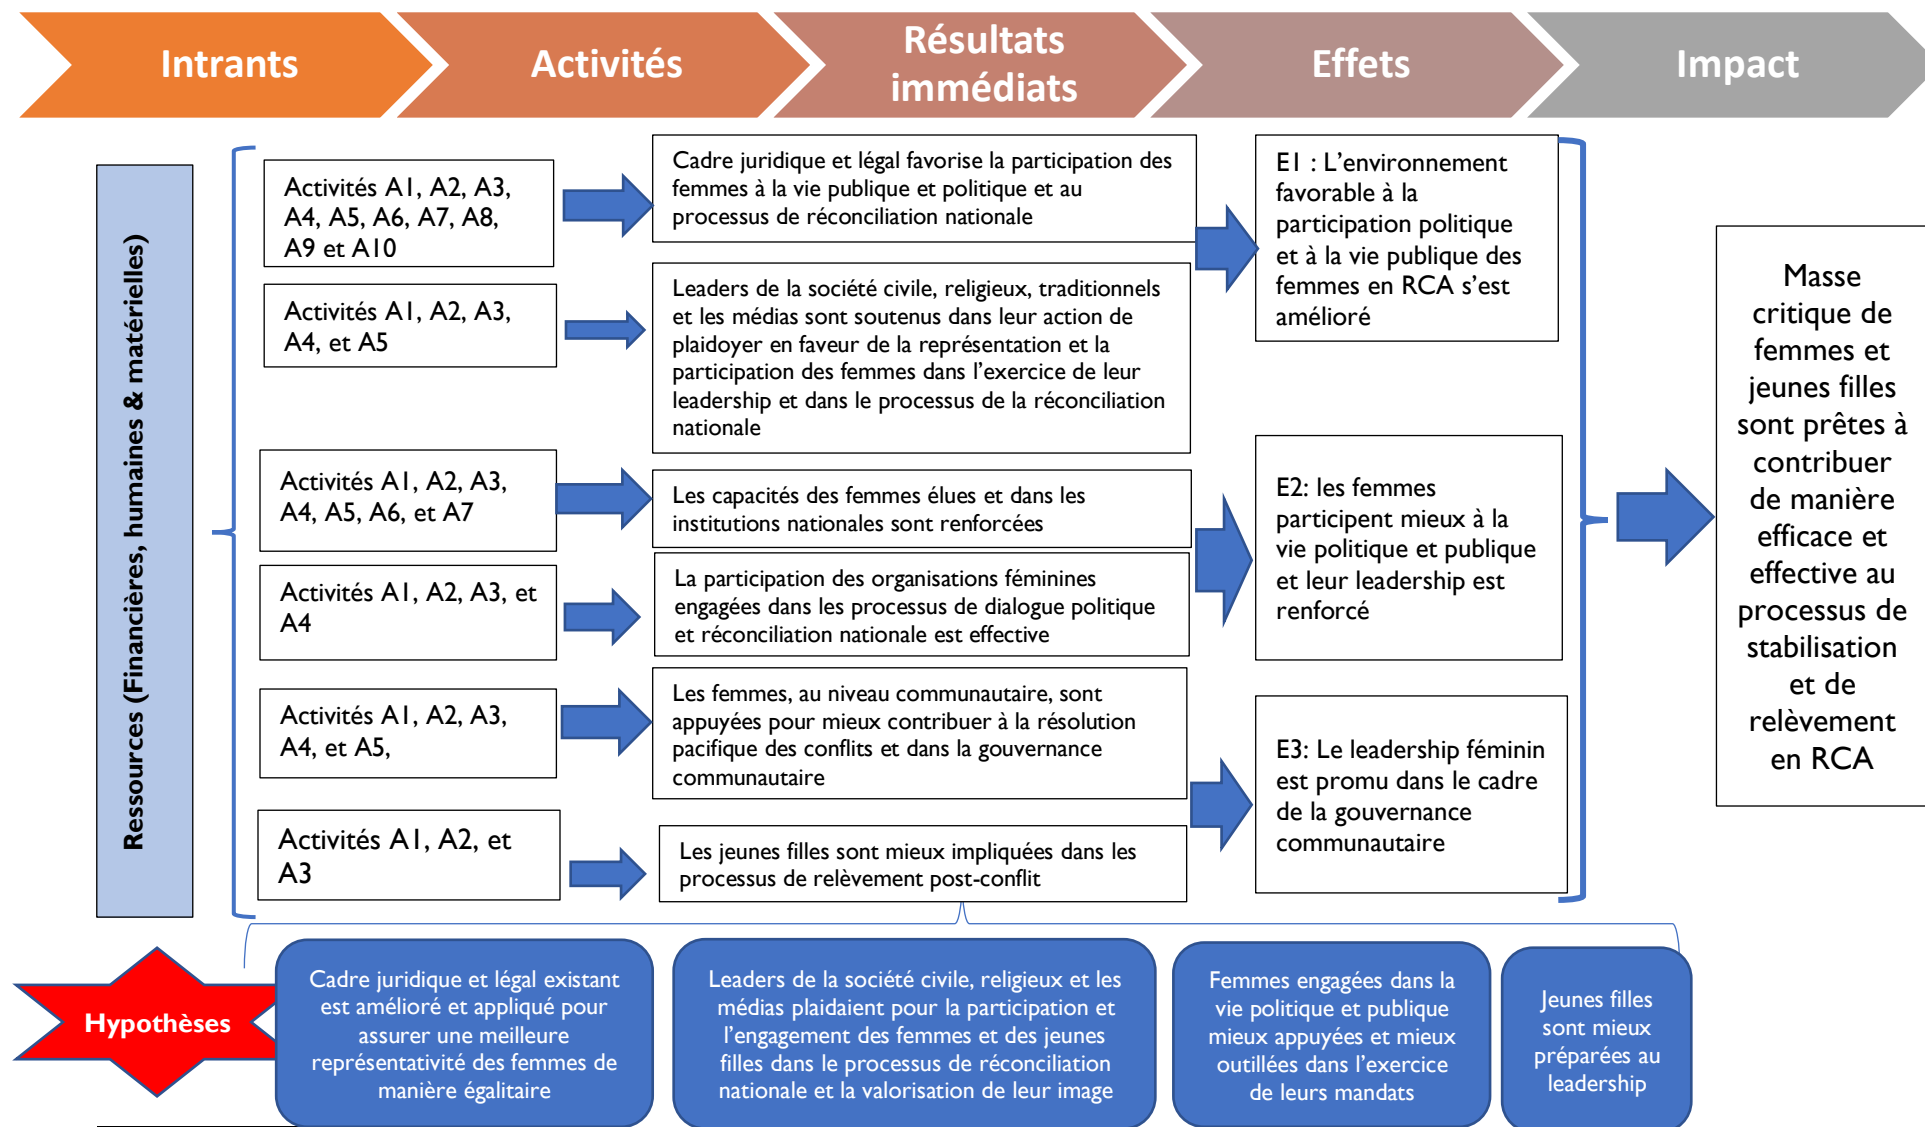 Intrants
Activités
Résultats
immédiats
Effets
Impact
Ressources (Financières, humaines & matérielles)
Activités A1, A2, A3,
A4, A5, A6, A7, A8,
A9 et A10
Cadre juridique et légal favorise la participation des
femmes à la vie publique et politique et au
processus de réconciliation nationale
Activités A1, A2, A3,
A4, et A5
Leaders de la société civile, religieux, traditionnels
et les médias sont soutenus dans leur action de
plaidoyer en faveur de la représentation et la
participation des femmes dans l’exercice de leur
leadership et dans le processus de la réconciliation
nationale
E1 : L’environnement
favorable à la
participation politique
et à la vie publique des
femmes en RCA s’est
amélioré
Activités A1, A2, A3,
A4, A5, A6, et A7
Les capacités des femmes élues et dans les
institutions nationales sont renforcées
Activités A1, A2, A3, et
A4
La participation des organisations féminines
engagées dans les processus de dialogue politique
et réconciliation nationale est effective
E2: les femmes
participent mieux à la
vie politique et publique
et leur leadership est
renforcé
Activités A1, A2, A3,
A4, et A5,
Les femmes, au niveau communautaire, sont
appuyées pour mieux contribuer à la résolution
pacifique des conflits et dans la gouvernance
communautaire
Activités A1, A2, et
A3
Les jeunes filles sont mieux impliquées dans les
processus de relèvement post-conflit
E3: Le leadership féminin
est promu dans le cadre
de la gouvernance
communautaire
Masse
critique de
femmes et
jeunes filles
sont prêtes à
contribuer
de manière
efficace et
effective au
processus de
stabilisation
et de
relèvement
en RCA
Hypothèses
Cadre juridique et légal existant
est amélioré et appliqué pour
assurer une meilleure
représentativité des femmes de
manière égalitaire
Leaders de la société civile, religieux et les
médias plaidaient pour la participation et
l’engagement des femmes et des jeunes
filles dans le processus de réconciliation
nationale et la valorisation de leur image
Femmes engagées dans la
vie politique et publique
mieux appuyées et mieux
outillées dans l’exercice
de leurs mandats
Jeunes filles
sont mieux
préparées au
leadership